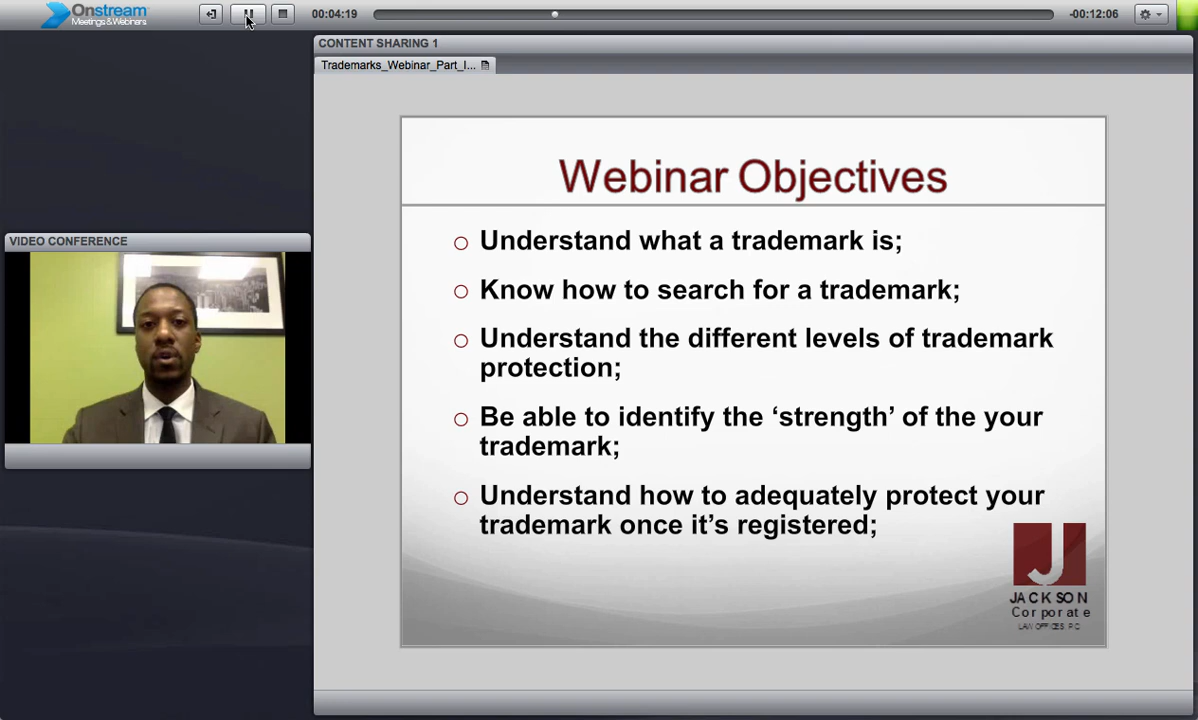 Onstream
Meetings&Webinars
00:04:19
-00:12:06
CONTENT SHARING 1
Trademarks_Webinar_Part_I...
VIDEO CONFERENCE
Webinar Objectives
Understand what a trademark is;
Know how to search for a trademark;
Understand the different levels of trademark
protection;
Be able to identify the ‘strength’ of the your
trademark;
Understand how to adequately protect your
trademark once it’s registered;
J
JACKSON
Corporate
LAW OFFICES P.C.